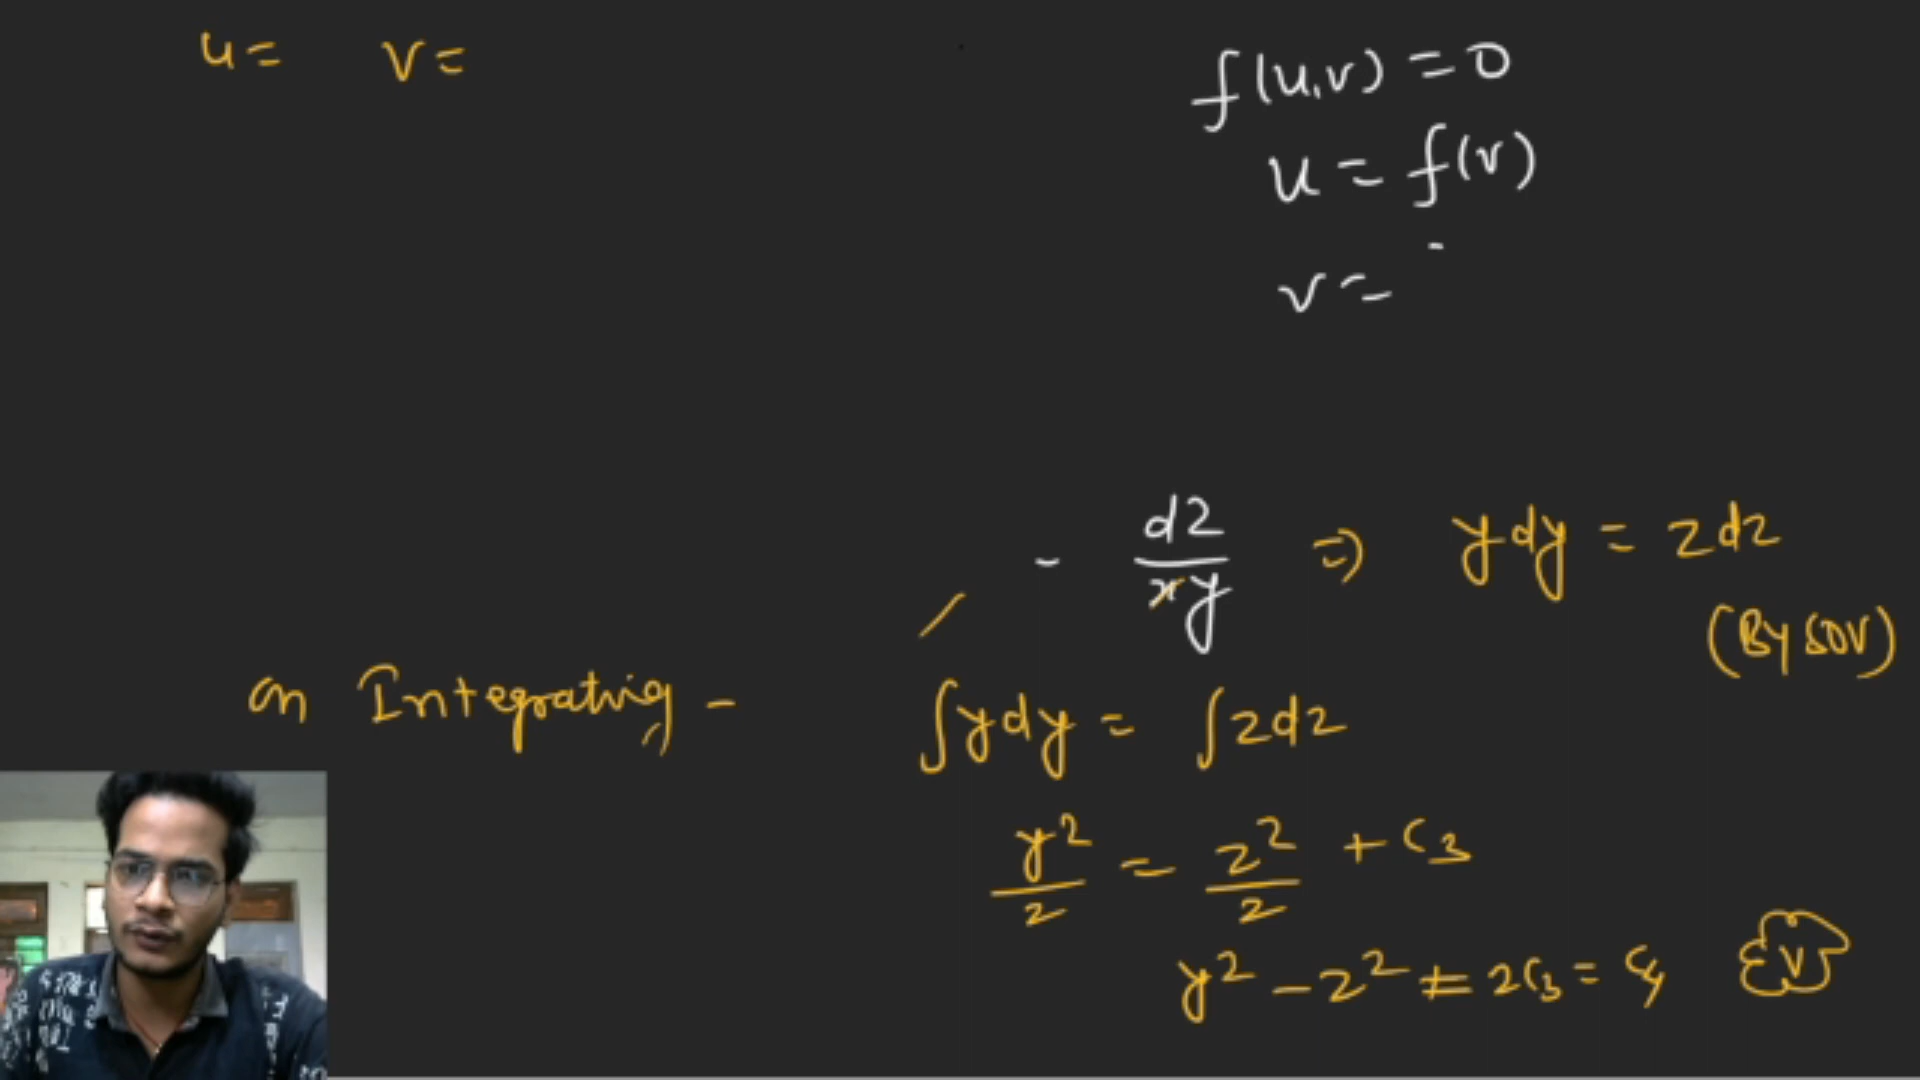 u = v =
f(u,v) = 0
u = f(v)
v =
- dz/xy ⇒ ydy = zdz
(By SOV)
on Integrating - ∫ydy = ∫zdz
y²/2 = z²/2 + C₃
y² - z² = 2C₃ = C₄ V